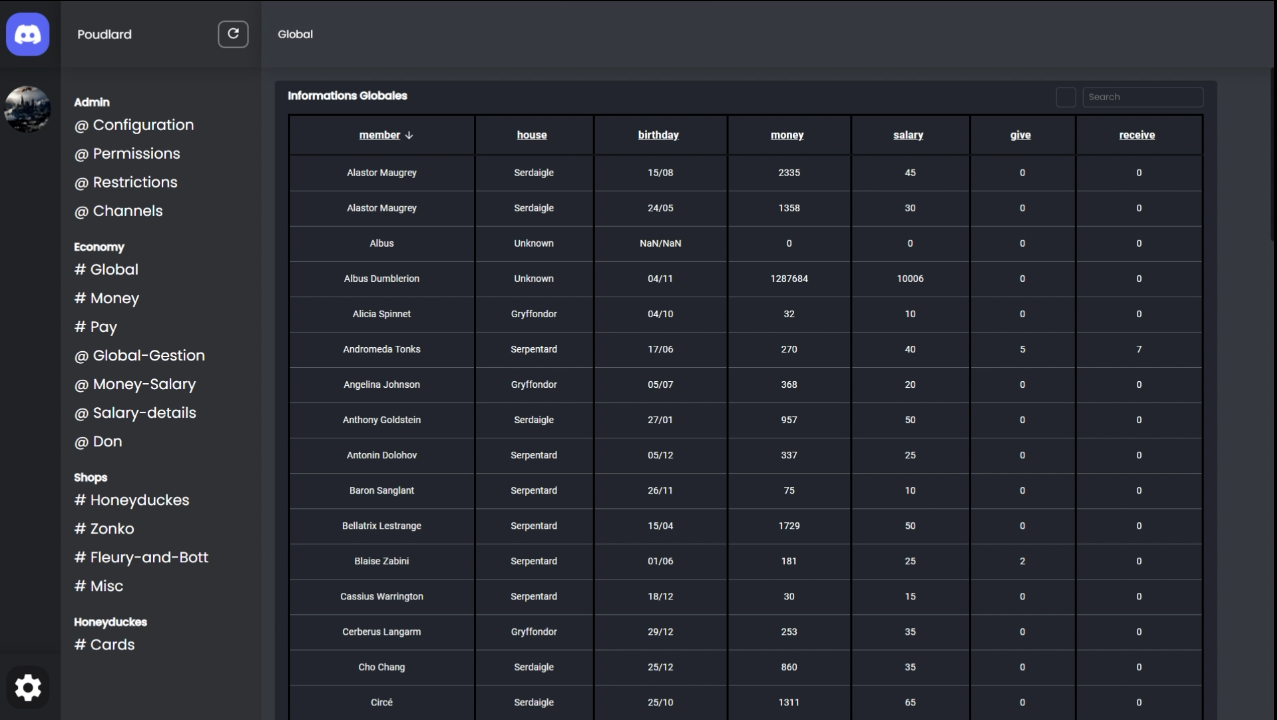 Poudlard
Global
Admin
@ Configuration
@ Permissions
@ Restrictions
@ Channels
Economy
# Global
# Money
# Pay
@ Global-Gestion
@ Money-Salary
@ Salary-details
@ Don
Shops
# Honeyduckes
# Zonko
# Fleury-and-Bott
# Misc
Honeyduckes
# Cards
Informations Globales
Search
member ↓ house birthday money salary give receive
Alastor Maugrey Serdaigle 15/08 2335 45 0 0
Alastor Maugrey Serdaigle 24/05 1358 30 0 0
Albus Unknown NaN/NaN 0 0 0 0
Albus Dumblerion Unknown 04/11 1287684 10006 0 0
Alicia Spinnet Gryffondor 04/10 32 10 0 0
Andromeda Tonks Serpentard 17/06 270 40 5 7
Angelina Johnson Gryffondor 05/07 368 20 0 0
Anthony Goldstein Serdaigle 27/01 957 50 0 0
Antonin Dolohov Serpentard 05/12 337 25 0 0
Baron Sanglant Serpentard 26/11 75 10 0 0
Bellatrix Lestrange Serpentard 15/04 1729 50 0 0
Blaise Zabini Serpentard 01/06 181 25 2 0
Cassius Warrington Serpentard 18/12 30 15 0 0
Cerberus Langarm Gryffondor 29/12 253 35 0 0
Cho Chang Serdaigle 25/12 860 35 0 0
Circé Serdaigle 25/10 1311 65 0 0